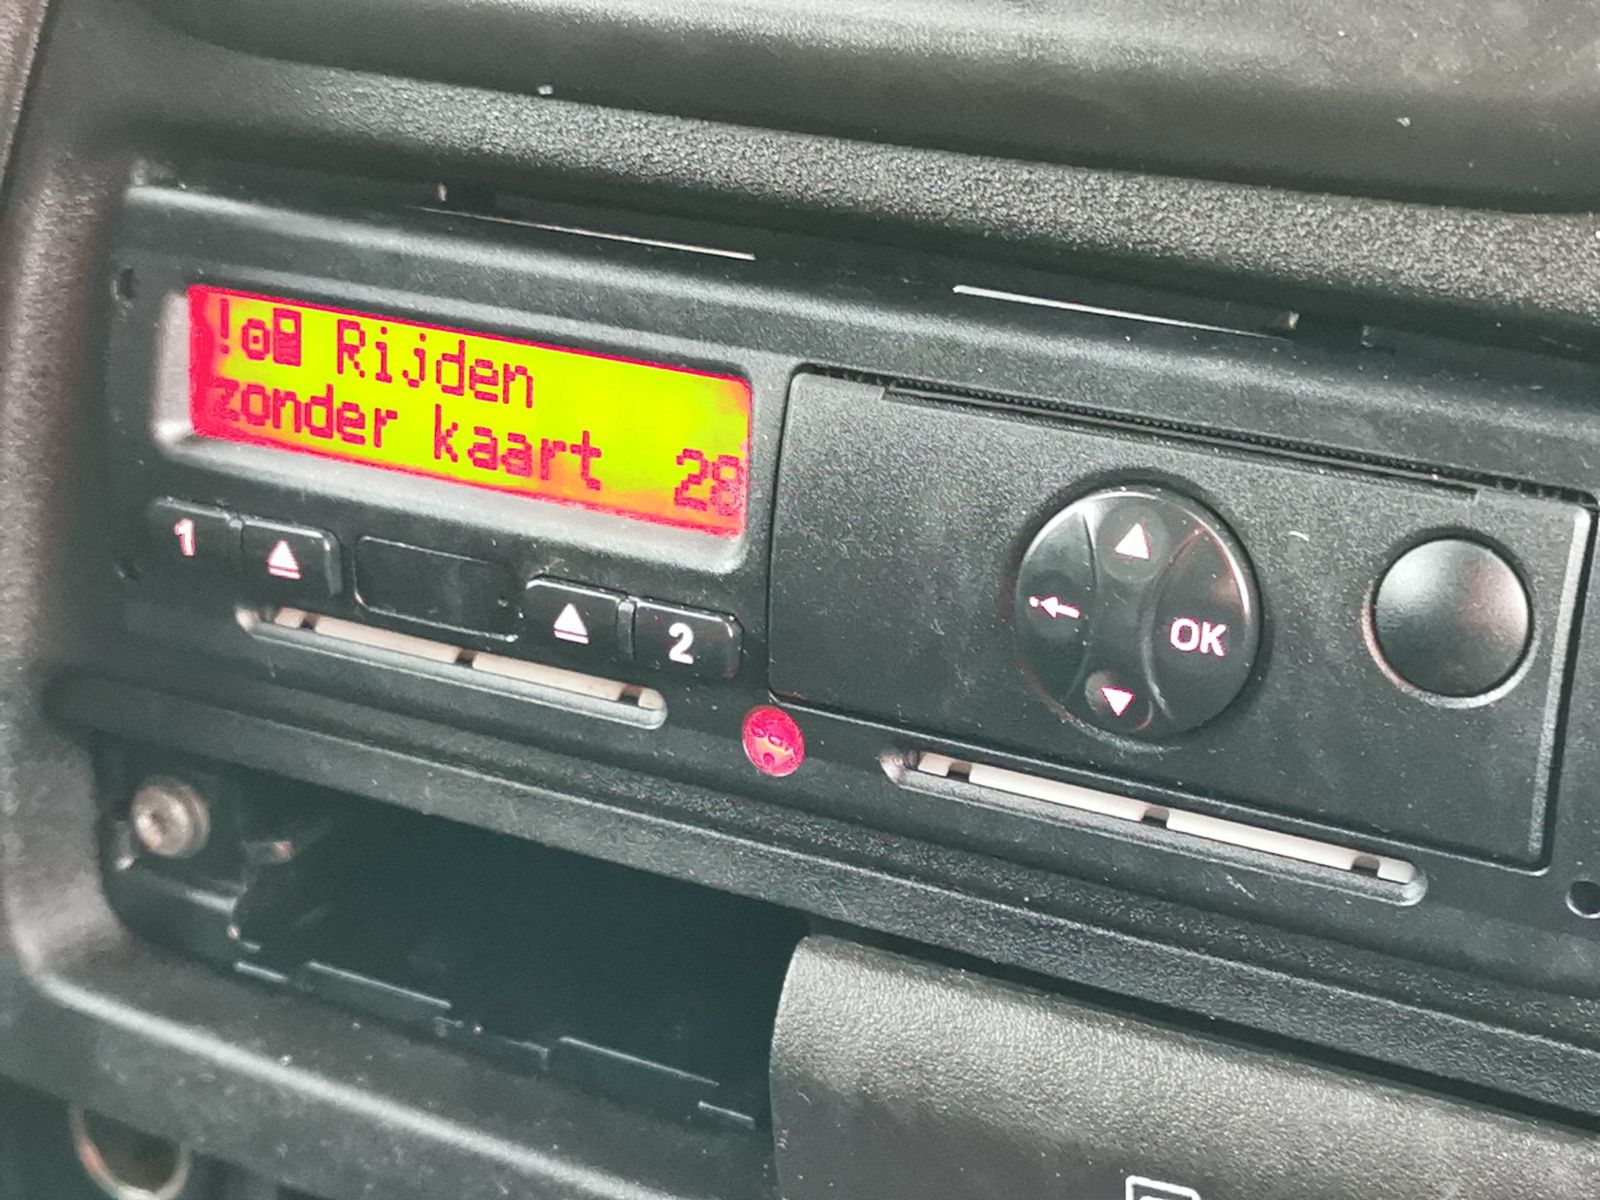 ! Rijden
zonder kaart 28
1
2
OK